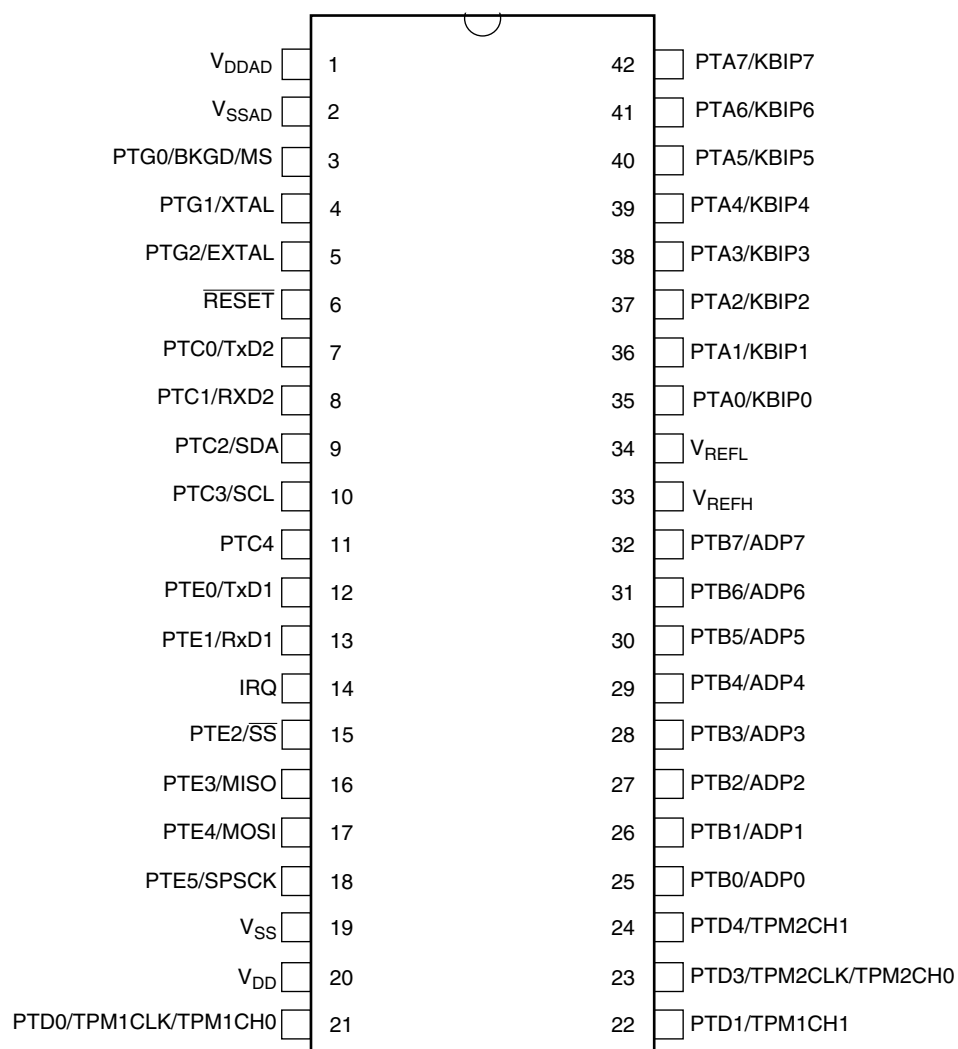 V_DDAD 1 42 PTA7/KBIP7
V_SSAD 2 41 PTA6/KBIP6
PTG0/BKGD/MS 3 40 PTA5/KBIP5
PTG1/XTAL 4 39 PTA4/KBIP4
PTG2/EXTAL 5 38 PTA3/KBIP3
RESET 6 37 PTA2/KBIP2
PTC0/TxD2 7 36 PTA1/KBIP1
PTC1/RXD2 8 35 PTA0/KBIP0
PTC2/SDA 9 34 V_REFL
PTC3/SCL 10 33 V_REFH
PTC4 11 32 PTB7/ADP7
PTE0/TxD1 12 31 PTB6/ADP6
PTE1/RxD1 13 30 PTB5/ADP5
IRQ 14 29 PTB4/ADP4
PTE2/SS 15 28 PTB3/ADP3
PTE3/MISO 16 27 PTB2/ADP2
PTE4/MOSI 17 26 PTB1/ADP1
PTE5/SPSCK 18 25 PTB0/ADP0
V_SS 19 24 PTD4/TPM2CH1
V_DD 20 23 PTD3/TPM2CLK/TPM2CH0
PTD0/TPM1CLK/TPM1CH0 21 22 PTD1/TPM1CH1